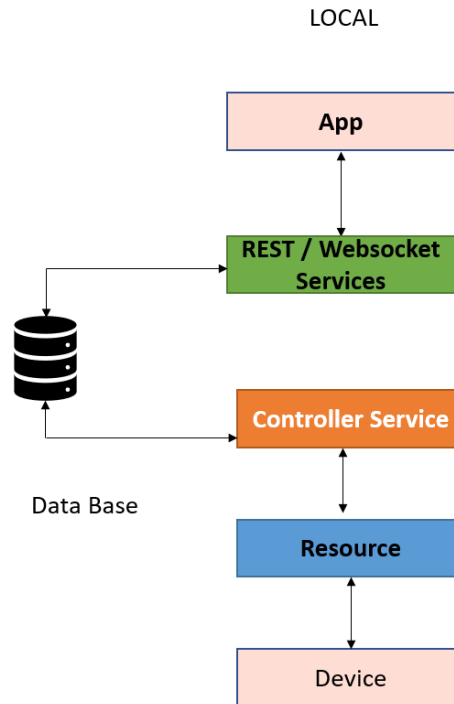 LOCAL
App
REST / Websocket
Services
Controller Service
Data Base
Resource
Device